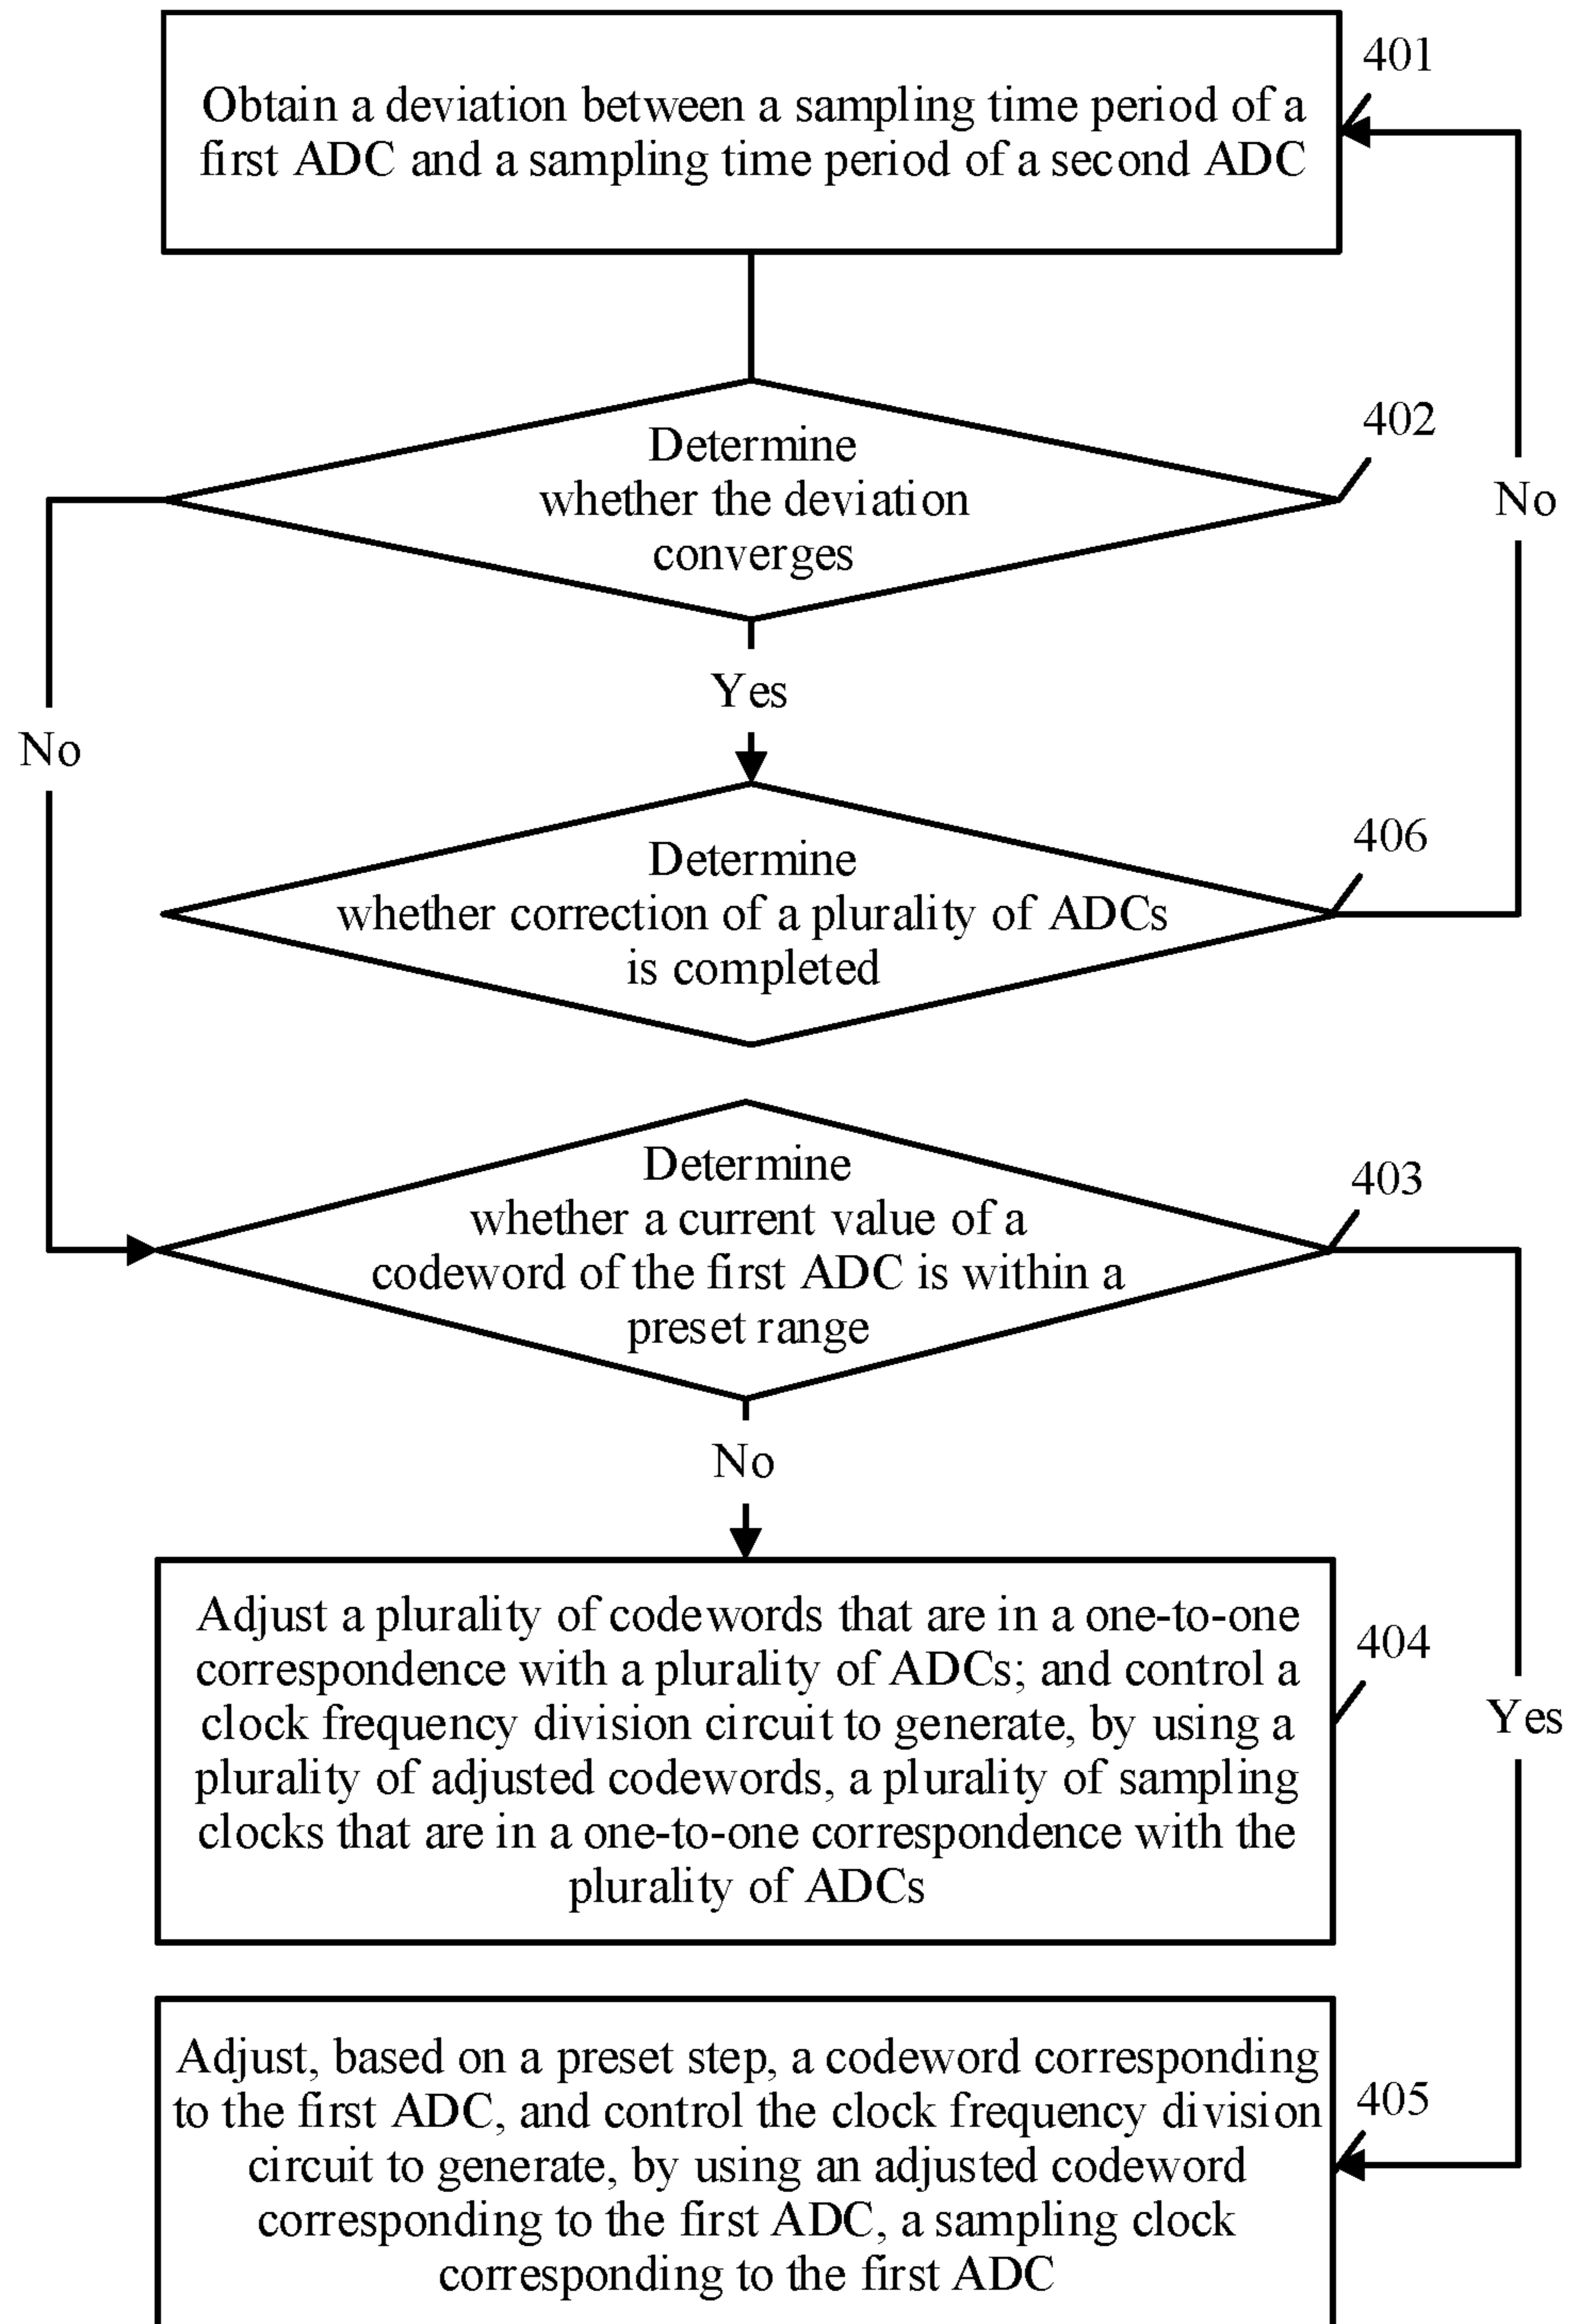 401
Obtain a deviation between a sampling time period of a
first ADC and a sampling time period of a second ADC
402
Determine
whether the deviation
converges
No
Yes
No
406
Determine
whether correction of a plurality of ADCs
is completed
403
Determine
whether a current value of a
codeword of the first ADC is within a
preset range
No
404
Adjust a plurality of codewords that are in a one-to-one
correspondence with a plurality of ADCs; and control a
clock frequency division circuit to generate, by using a
plurality of adjusted codewords, a plurality of sampling
clocks that are in a one-to-one correspondence with the
plurality of ADCs
Yes
405
Adjust, based on a preset step, a codeword corresponding
to the first ADC, and control the clock frequency division
circuit to generate, by using an adjusted codeword
corresponding to the first ADC, a sampling clock
corresponding to the first ADC